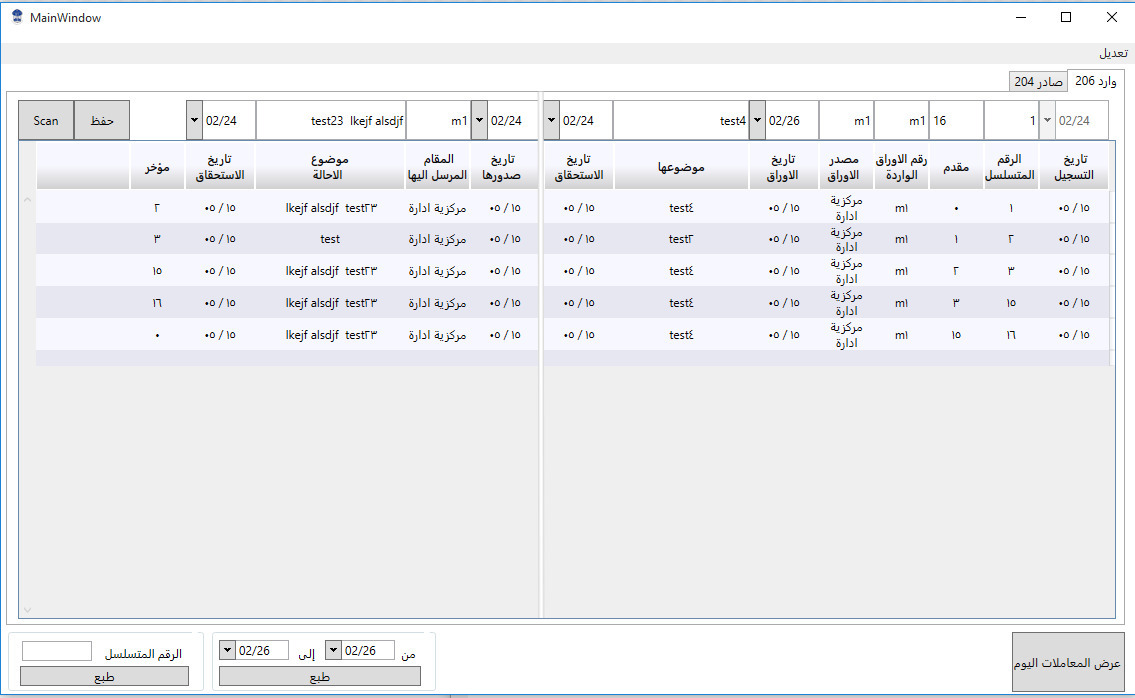 MainWindow
تعديل
وارد 206
صادر 204
02/24
1
16
m1
m1
02/26
test4
02/24
02/24
m1
test23 lkejf alsdjf
02/24
حفظ
Scan
تاريخ التسجيل
الرقم المتسلسل
مقدم
رقم الاوراق الواردة
مصدر الاوراق
تاريخ الاوراق
موضوعها
تاريخ الاستحقاق
تاريخ صدورها
المقام المرسل اليها
موضوع الاحالة
تاريخ الاستحقاق
مؤخر
٠٥ / ١٥ ١ ٠ m١ مركزية ادارة ٠٥ / ١٥ test٤ ٠٥ / ١٥ ٠٥ / ١٥ مركزية ادارة lkejf alsdjf test٢٣ ٠٥ / ١٥ ٢
٠٥ / ١٥ ٢ ١ m١ مركزية ادارة ٠٥ / ١٥ test٢ ٠٥ / ١٥ ٠٥ / ١٥ مركزية ادارة test ٠٥ / ١٥ ٣
٠٥ / ١٥ ٣ ٢ m١ مركزية ادارة ٠٥ / ١٥ test٤ ٠٥ / ١٥ ٠٥ / ١٥ مركزية ادارة lkejf alsdjf test٢٣ ٠٥ / ١٥ ١٥
٠٥ / ١٥ ١٥ ٣ m١ مركزية ادارة ٠٥ / ١٥ test٤ ٠٥ / ١٥ ٠٥ / ١٥ مركزية ادارة lkejf alsdjf test٢٣ ٠٥ / ١٥ ١٦
٠٥ / ١٥ ١٦ ١٥ m١ مركزية ادارة ٠٥ / ١٥ test٤ ٠٥ / ١٥ ٠٥ / ١٥ مركزية ادارة lkejf alsdjf test٢٣ ٠٥ / ١٥ ٠
عرض المعاملات اليوم
من 02/26 إلى 02/26
طبع
الرقم المتسلسل
طبع